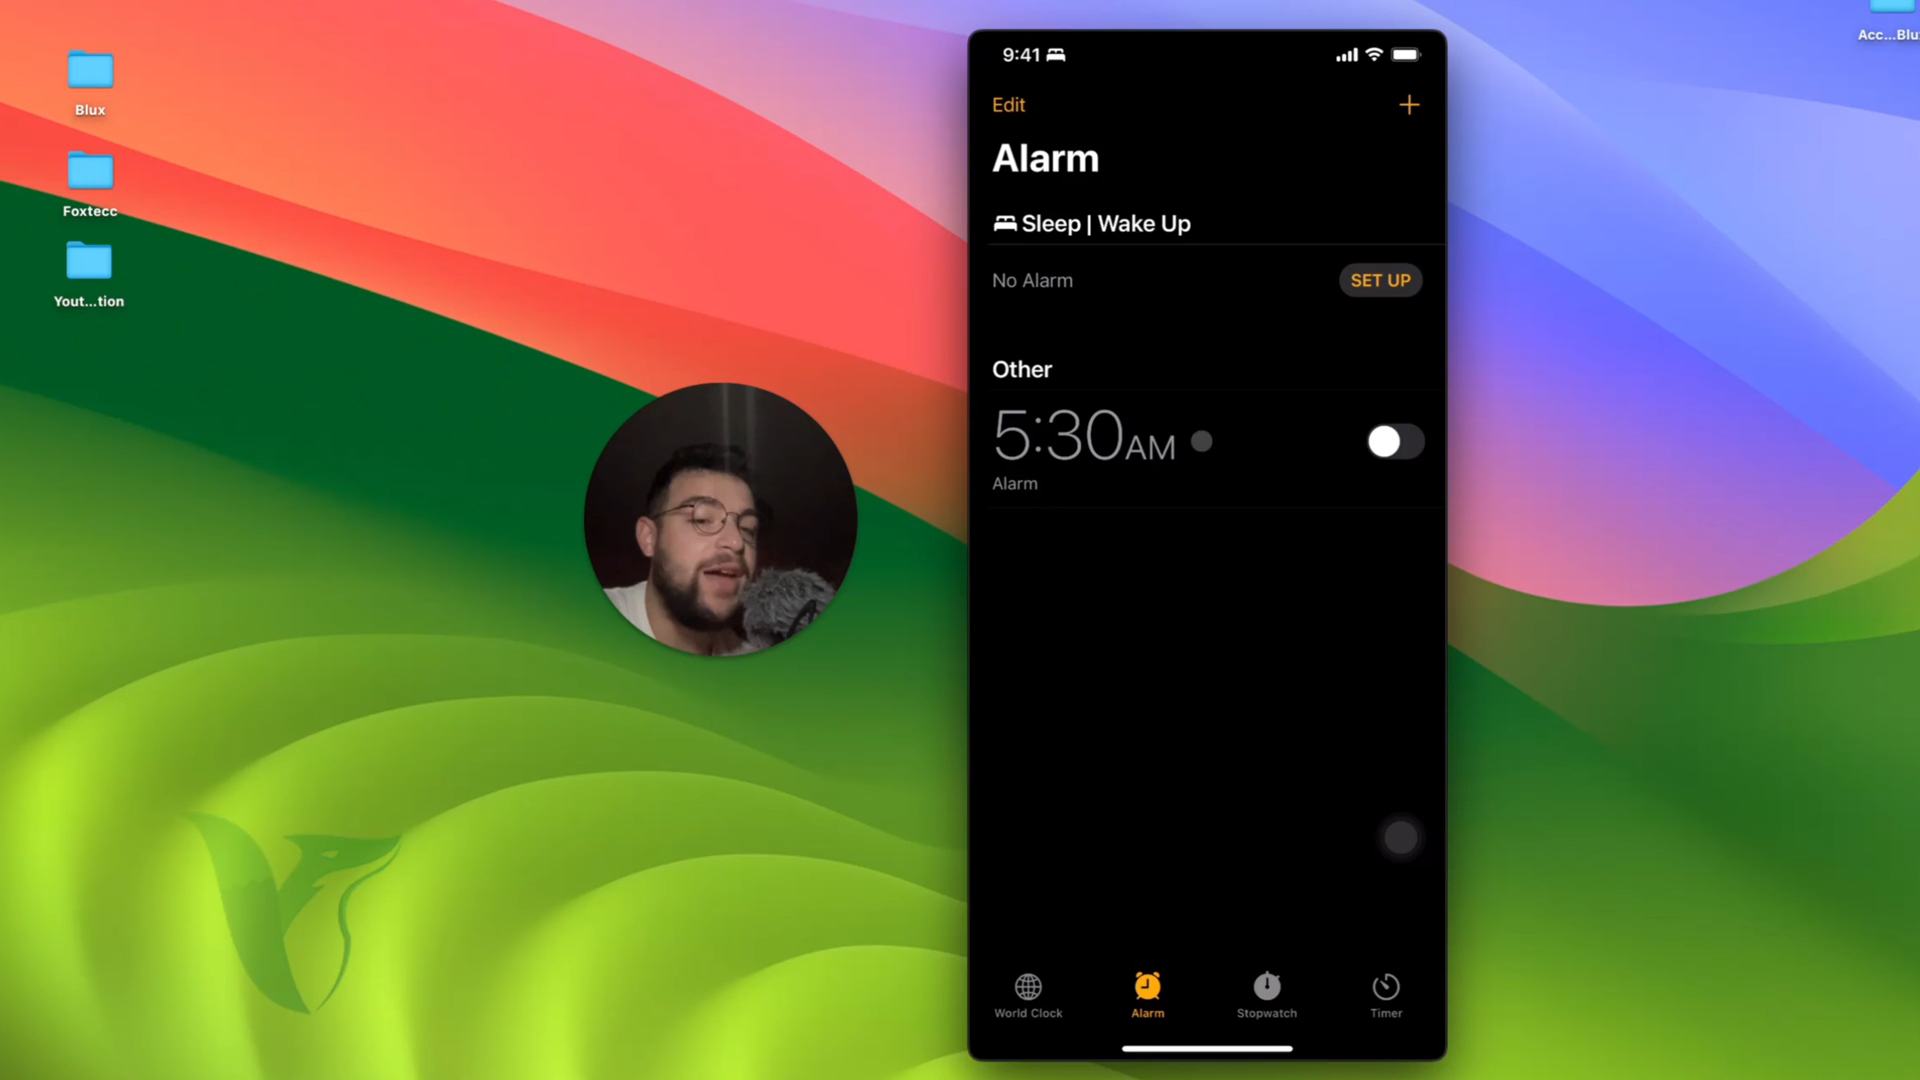 Blux
Foxtecc
Yout...tion
Acc...Blu
9:41
Edit
+
Alarm
Sleep | Wake Up
No Alarm
SET UP
Other
5:30AM
Alarm
World Clock
Alarm
Stopwatch
Timer